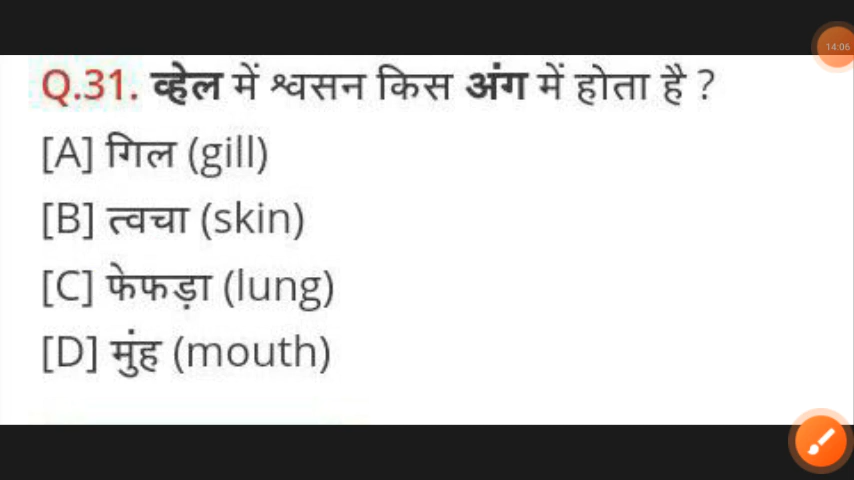 14:06
Q.31. व्हेल में श्वसन किस अंग में होता है ?
[A] गिल (gill)
[B] त्वचा (skin)
[C] फेफड़ा (lung)
[D] मुंह (mouth)